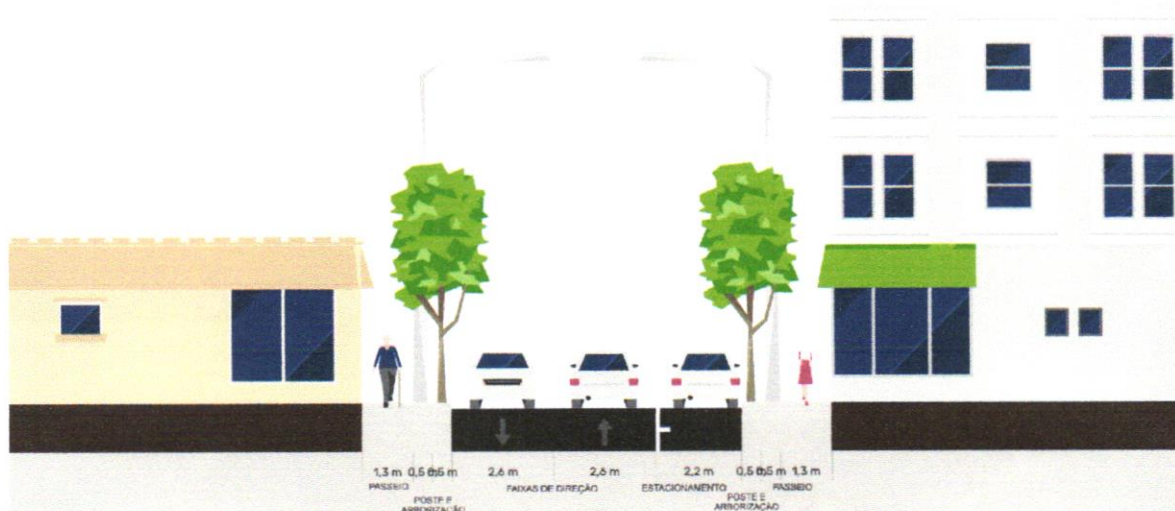 1,3 m 0,5 0,5 m 2,6 m 2,6 m 2,2 m 0,5 0,5 m 1,3 m
PASSEIO FAIXAS DE DIREÇÃO ESTACIONAMENTO PASSEIO
POSTE E POSTE E
ARBORIZAÇÃO ARBORIZAÇÃO